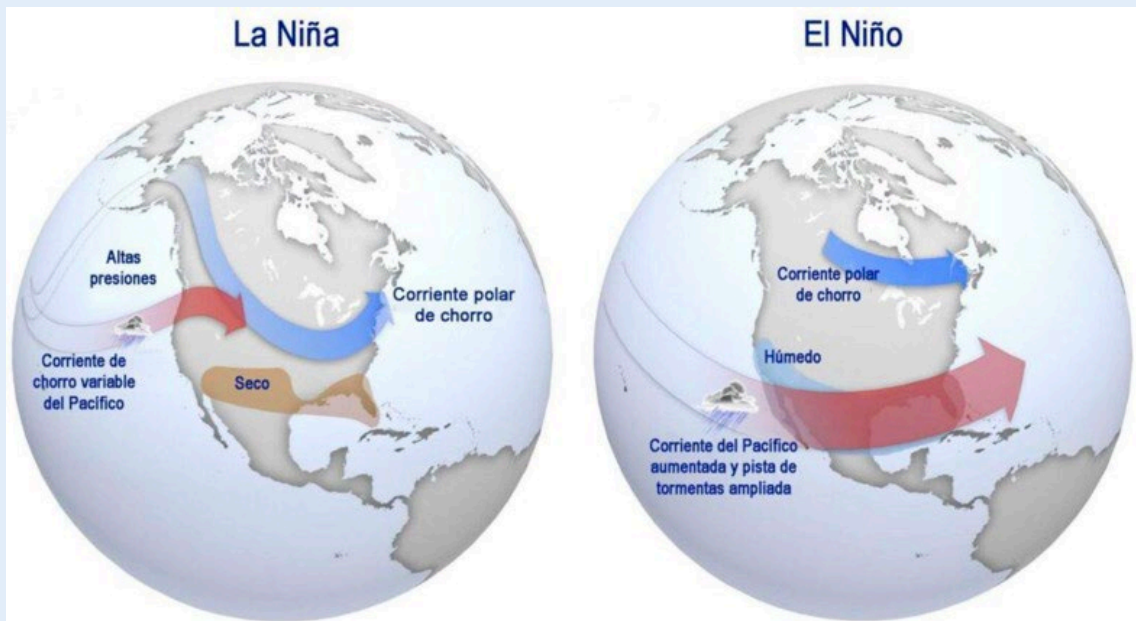 La Niña
El Niño
Altas
presiones
Corriente polar
de chorro
Corriente de
chorro variable
del Pacífico
Seco
Corriente polar
de chorro
Húmedo
Corriente del Pacífico
aumentada y pista de
tormentas ampliada